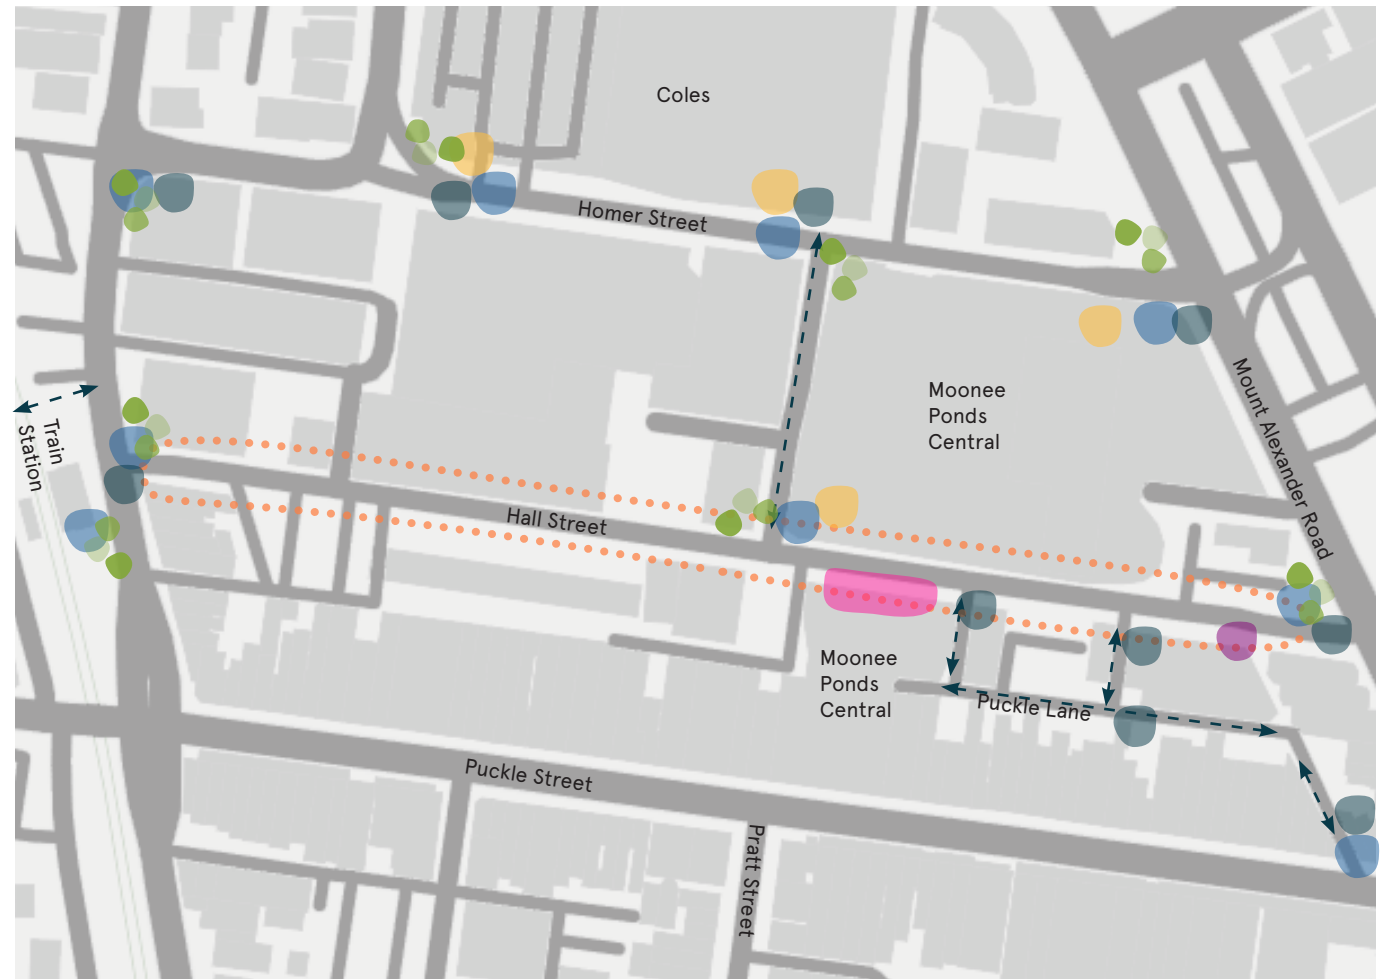 Coles
Homer Street
Moonee
Ponds
Central
Mount Alexander Road
Train
Station
Hall Street
Moonee
Ponds
Central
Puckle Lane
Puckle Street
Pratt Street